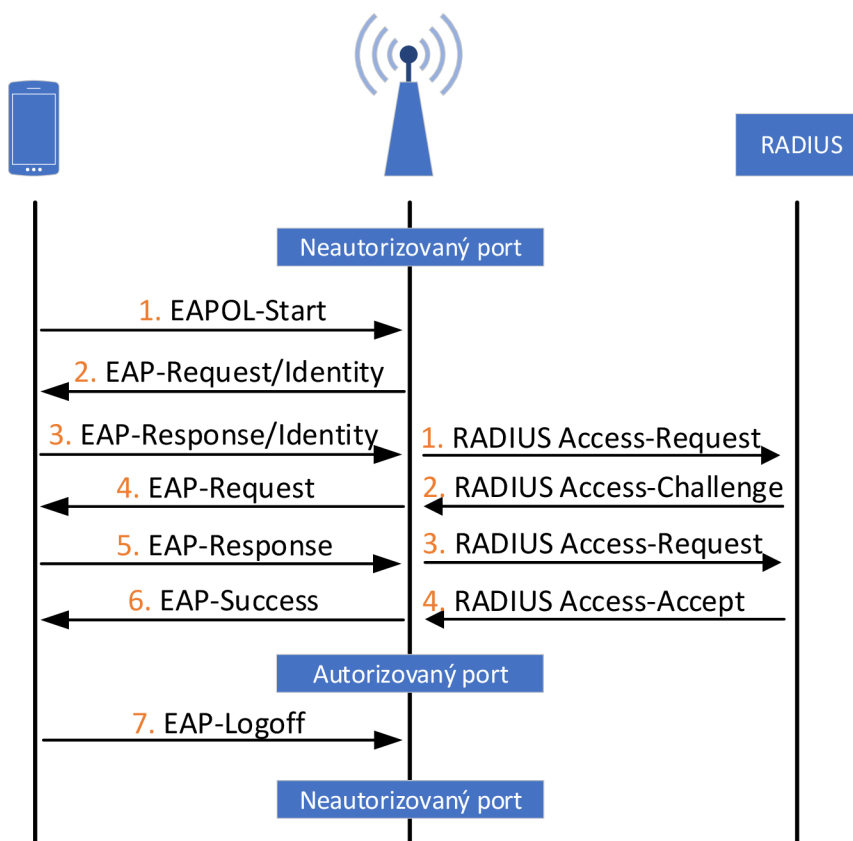 RADIUS
Neautorizovaný port
1. EAPOL-Start
2. EAP-Request/Identity
3. EAP-Response/Identity
1. RADIUS Access-Request
4. EAP-Request
2. RADIUS Access-Challenge
5. EAP-Response
3. RADIUS Access-Request
6. EAP-Success
4. RADIUS Access-Accept
Autorizovaný port
7. EAP-Logoff
Neautorizovaný port